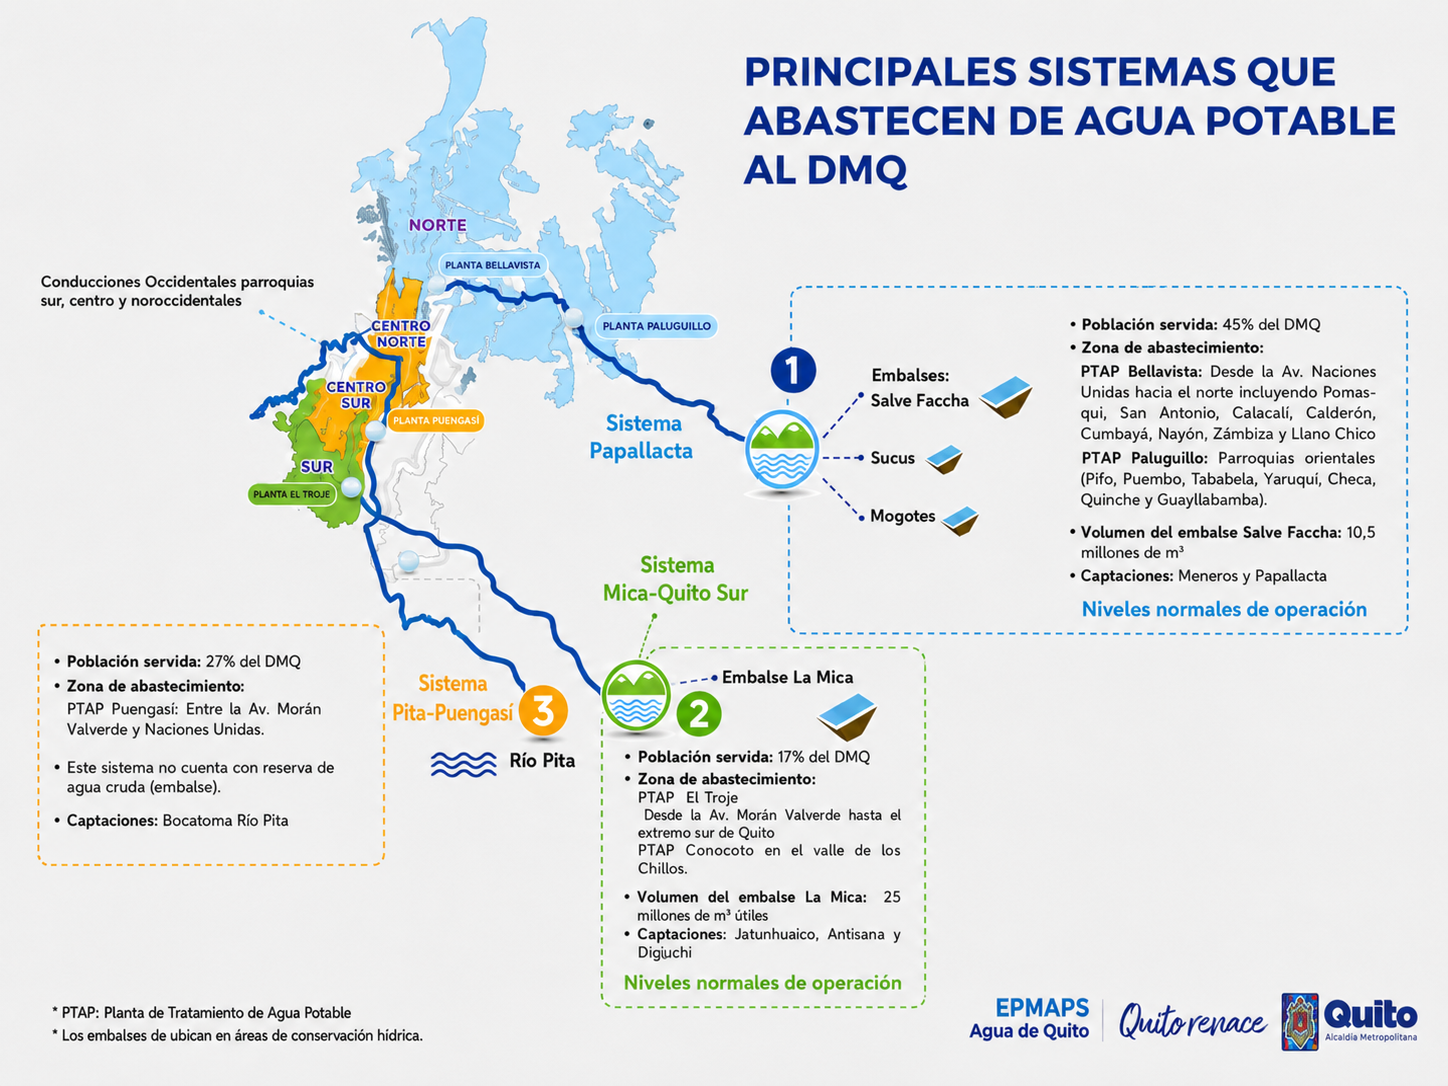 PRINCIPALES SISTEMAS QUE
ABASTECEN DE AGUA POTABLE
AL DMQ
NORTE
PLANTA BELLAVISTA
Conducciones Occidentales parroquias
sur, centro y noroccidentales
CENTRO
NORTE
PLANTA PALUGUILLO
CENTRO
SUR
PLANTA PUENGASÍ
SUR
PLANTA EL TROJE
Sistema
Papallacta
1
Embalses:
Salve Faccha
Sucus
Mogotes
• Población servida: 45% del DMQ
• Zona de abastecimiento:
PTAP Bellavista: Desde la Av. Naciones
Unidas hacia el norte incluyendo Pomas-
qui, San Antonio, Calacalí, Calderón,
Cumbayá, Nayón, Zámbiza y Llano Chico
PTAP Paluguillo: Parroquias orientales
(Pifo, Puembo, Tababela, Yaruquí, Checa,
Quinche y Guayllabamba).
• Volumen del embalse Salve Faccha: 10,5
millones de m³
• Captaciones: Meneros y Papallacta
Niveles normales de operación
Sistema
Mica-Quito Sur
Embalse La Mica
2
• Población servida: 17% del DMQ
• Zona de abastecimiento:
PTAP El Troje
Desde la Av. Morán Valverde hasta el
extremo sur de Quito
PTAP Conocoto en el valle de los
Chillos.
• Volumen del embalse La Mica: 25
millones de m³ útiles
• Captaciones: Jatunhuaico, Antisana y
Digiuchi
Niveles normales de operación
Sistema
Pita-Puengasí
3
Río Pita
• Población servida: 27% del DMQ
• Zona de abastecimiento:
PTAP Puengasí: Entre la Av. Morán
Valverde y Naciones Unidas.
• Este sistema no cuenta con reserva de
agua cruda (embalse).
• Captaciones: Bocatoma Río Pita
* PTAP: Planta de Tratamiento de Agua Potable
* Los embalses de ubican en áreas de conservación hídrica.
EPMAPS
Agua de Quito
Quito renace
Quito
Alcaldía Metropolitana